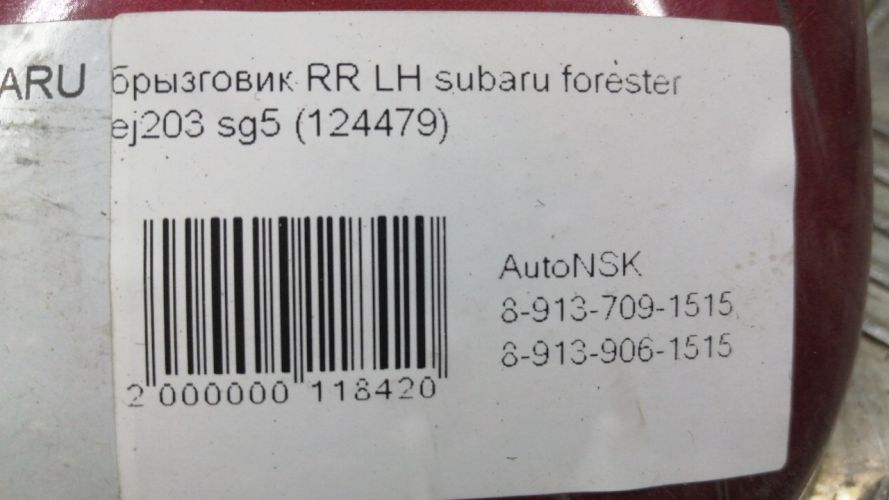 ARU
брызговик RR LH subaru forester
ej203 sg5 (124479)
AutoNSK
8-913-709-1515
8-913-906-1515
2 000000 118420